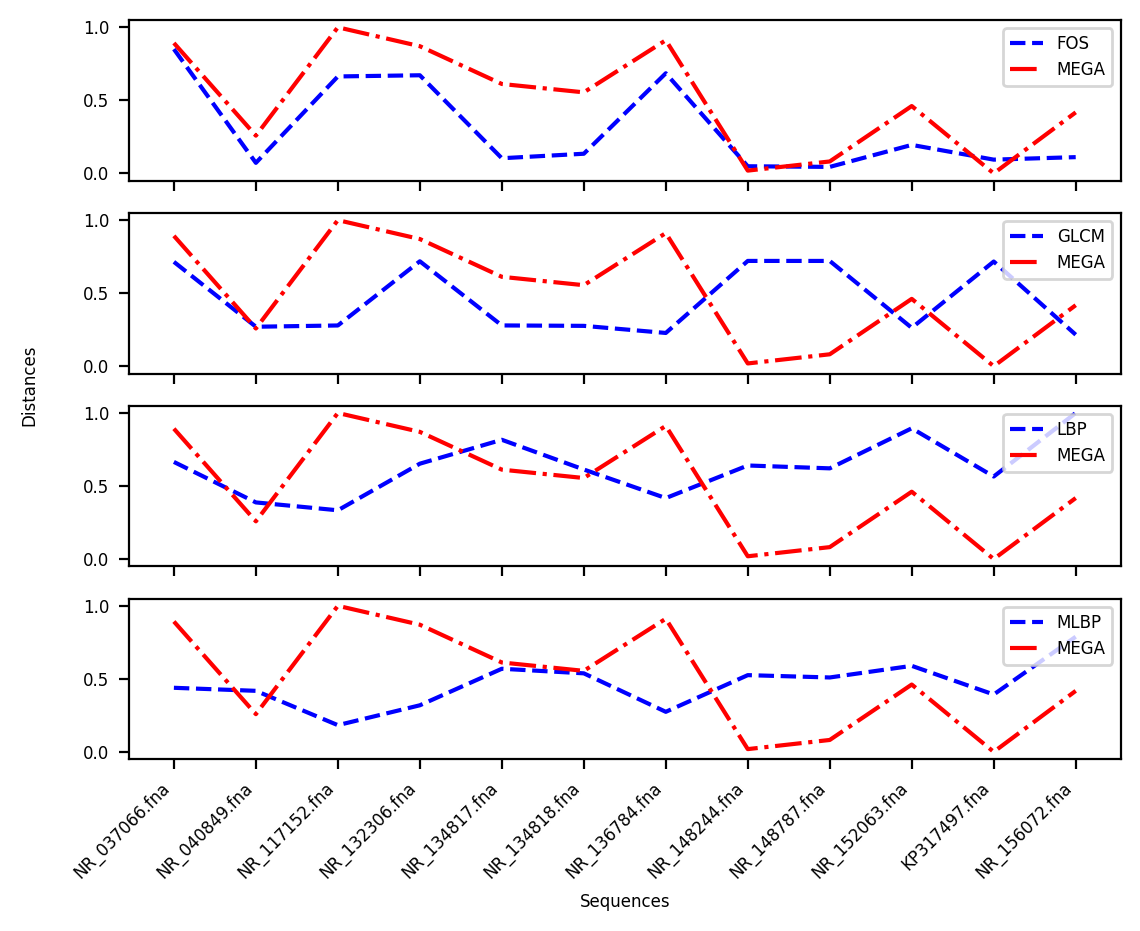 1.0
0.5
0.0
FOS
MEGA
1.0
0.5
0.0
GLCM
MEGA
Distances
1.0
0.5
0.0
LBP
MEGA
1.0
0.5
0.0
MLBP
MEGA
NR_037066.fna
NR_040849.fna
NR_117152.fna
NR_132306.fna
NR_134817.fna
NR_134818.fna
NR_136784.fna
NR_148244.fna
NR_148787.fna
NR_152063.fna
KP317497.fna
NR_156072.fna
Sequences